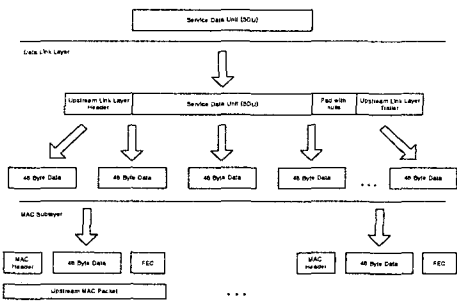 Service Data Unit (SDU)
Data Link Layer
Upstream Link Layer Header
Service Data Unit (SDU)
Pad with nulls
Upstream Link Layer Trailer
48 Byte Data
48 Byte Data
48 Byte Data
48 Byte Data
...
48 Byte Data
MAC Sublayer
MAC Header
48 Byte Data
FEC
MAC Header
48 Byte Data
FEC
Upstream MAC Packet
...